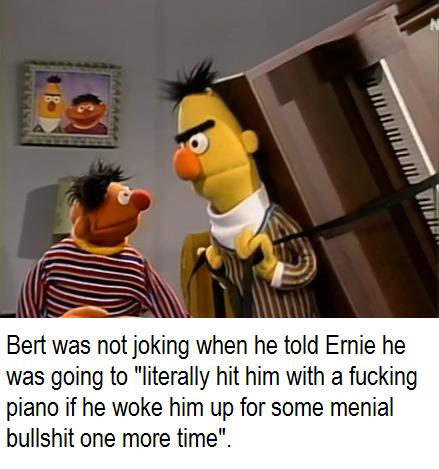 N
Bert was not joking when he told Ernie he
was going to "literally hit him with a fucking
piano if he woke him up for some menial
bullshit one more time".